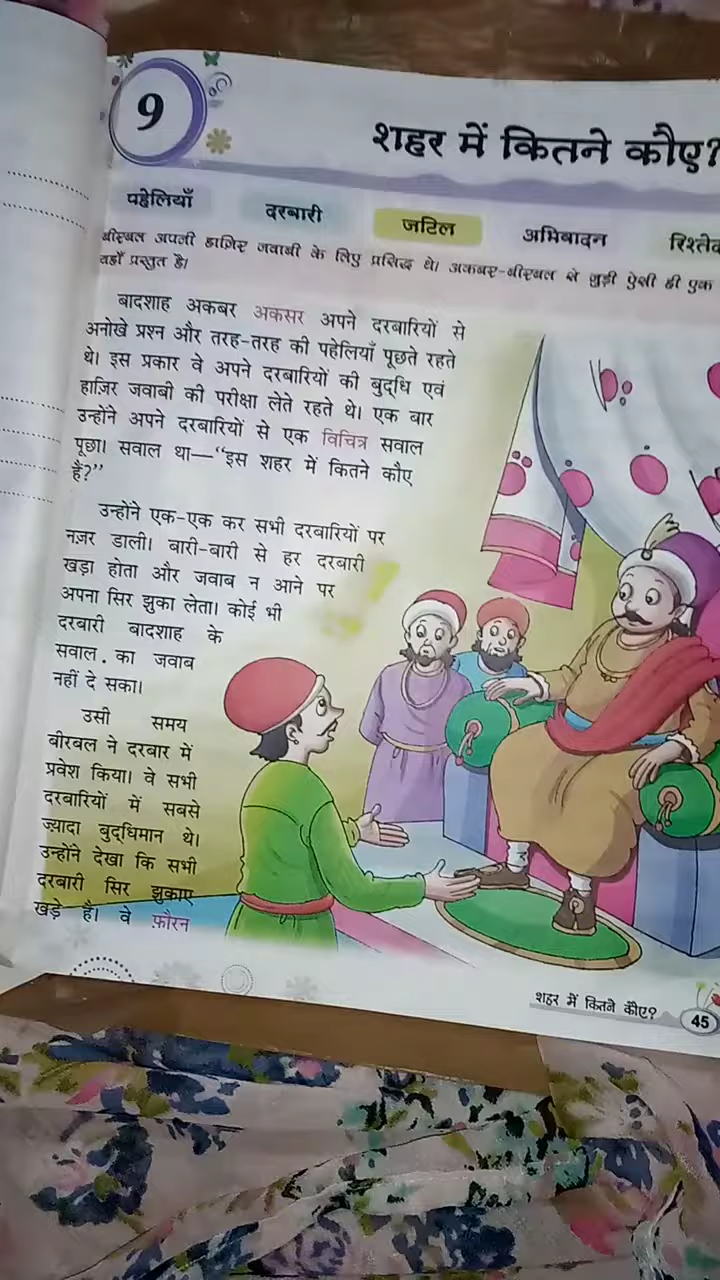 9
शहर में कितने कौए?
पहेलियाँ दरबारी जटिल अभिवादन
बीरबल अपनी हाज़िर जवाबी के लिए प्रसिद्ध थे। अकबर-बीरबल से जुड़ी ऐसी ही एक
यहाँ प्रस्तुत है।
बादशाह अकबर अकसर अपने दरबारियों से
अनोखे प्रश्न और तरह-तरह की पहेलियाँ पूछते रहते
थे। इस प्रकार वे अपने दरबारियों की बुद्धि एवं
हाज़िर जवाबी की परीक्षा लेते रहते थे। एक बार
उन्होंने अपने दरबारियों से एक विचित्र सवाल
पूछा। सवाल था—“इस शहर में कितने कौए
हैं?”
उन्होंने एक-एक कर सभी दरबारियों पर
नज़र डाली। बारी-बारी से हर दरबारी
खड़ा होता और जवाब न आने पर
अपना सिर झुका लेता। कोई भी
दरबारी बादशाह के
सवाल . का जवाब
नहीं दे सका।
उसी समय
बीरबल ने दरबार में
प्रवेश किया। वे सभी
दरबारियों में सबसे
ज़्यादा बुद्धिमान थे।
उन्होंने देखा कि सभी
दरबारी सिर झुकाए
खड़े हैं। वे फ़ौरन
शहर में कितने कौए?
45